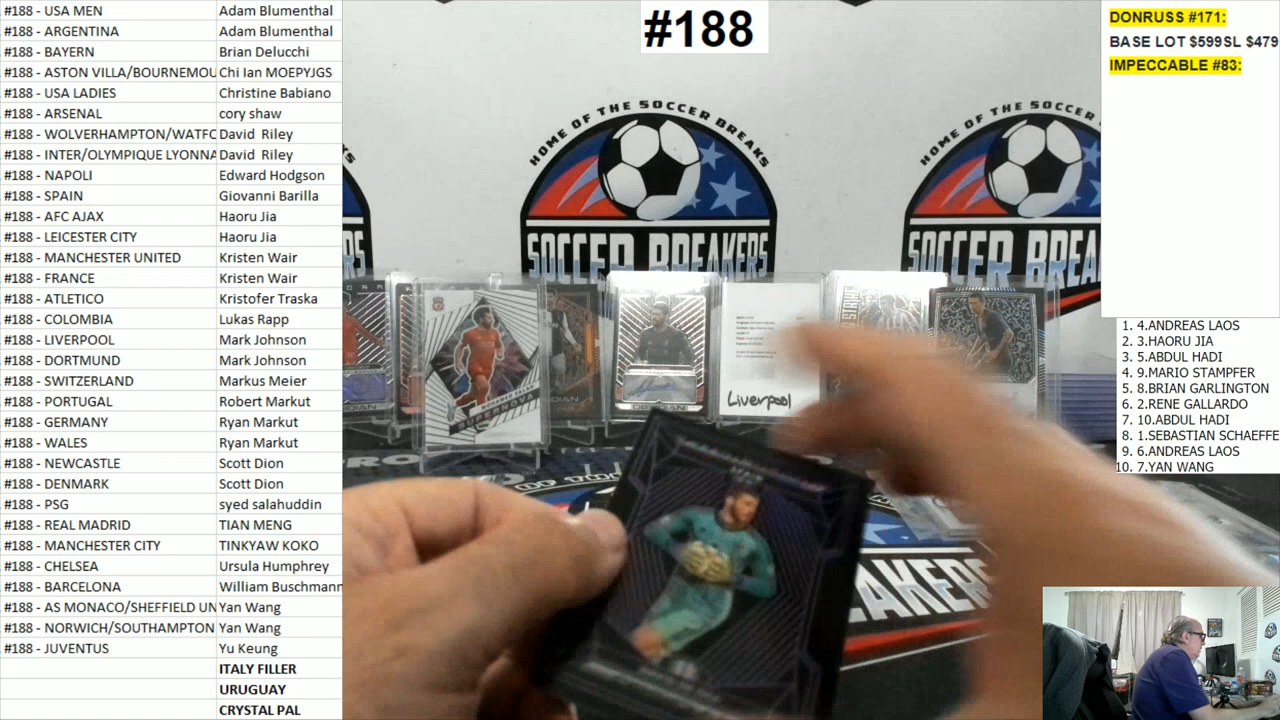 #188 - USA MEN Adam Blumenthal
#188 - ARGENTINA Adam Blumenthal
#188 - BAYERN Brian Delucchi
#188 - ASTON VILLA/BOURNEMOU Chi Ian MOEPYJGS
#188 - USA LADIES Christine Babiano
#188 - ARSENAL cory shaw
#188 - WOLVERHAMPTON/WATFC David Riley
#188 - INTER/OLYMPIQUE LYONNA David Riley
#188 - NAPOLI Edward Hodgson
#188 - SPAIN Giovanni Barilla
#188 - AFC AJAX Haoru Jia
#188 - LEICESTER CITY Haoru Jia
#188 - MANCHESTER UNITED Kristen Wair
#188 - FRANCE Kristen Wair
#188 - ATLETICO Kristofer Traska
#188 - COLOMBIA Lukas Rapp
#188 - LIVERPOOL Mark Johnson
#188 - DORTMUND Mark Johnson
#188 - SWITZERLAND Markus Meier
#188 - PORTUGAL Robert Markut
#188 - GERMANY Ryan Markut
#188 - WALES Ryan Markut
#188 - NEWCASTLE Scott Dion
#188 - DENMARK Scott Dion
#188 - PSG syed salahuddin
#188 - REAL MADRID TIAN MENG
#188 - MANCHESTER CITY TINKYAW KOKO
#188 - CHELSEA Ursula Humphrey
#188 - BARCELONA William Buschmann
#188 - AS MONACO/SHEFFIELD UN Yan Wang
#188 - NORWICH/SOUTHAMPTON Yan Wang
#188 - JUVENTUS Yu Keung
ITALY FILLER
URUGUAY
CRYSTAL PAL
#188
HOME OF THE SOCCER BREAKS
SOCCER BREAKERS
HOME OF THE SOCCER BREAKS
SOCCER BREA
SUPERNOVA
OBSIDIAN
Liverpool
EAKERS
DONRUSS #171:
BASE LOT $599SL $479
IMPECCABLE #83:
1. 4.ANDREAS LAOS
2. 3.HAORU JIA
3. 5.ABDUL HADI
4. 9.MARIO STAMPFER
5. 8.BRIAN GARLINGTON
6. 2.RENE GALLARDO
7. 10.ABDUL HADI
8. 1.SEBASTIAN SCHAEFFE
9. 6.ANDREAS LAOS
10. 7.YAN WANG